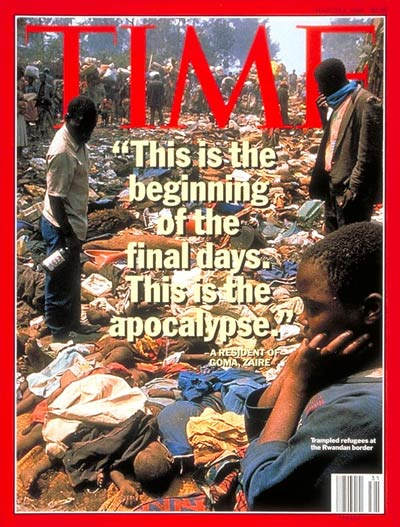 TIME
“This is the
beginning
of the
final days.
This is the
apocalypse.”
–A RESIDENT OF
GOMA, ZAIRE
Trampled refugees at
the Rwandan border
31